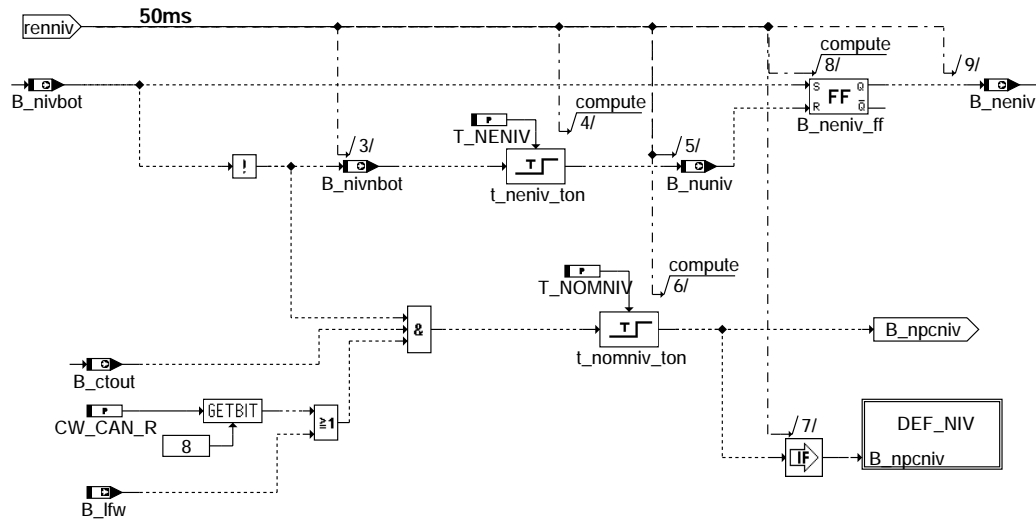 50ms
renniv
compute
8/
9/
B_nivbot
S Q
FF
R Q
B_neniv_ff
B_neniv
compute
4/
P
T_NENIV
3/
5/
!
B_nivnbot
T
t_neniv_ton
B_nuniv
compute
6/
P
T_NOMNIV
&
T
t_nomniv_ton
B_npcniv
B_ctout
P
CW_CAN_R
GETBIT
8
≥1
7/
IF
DEF_NIV
B_npcniv
B_lfw